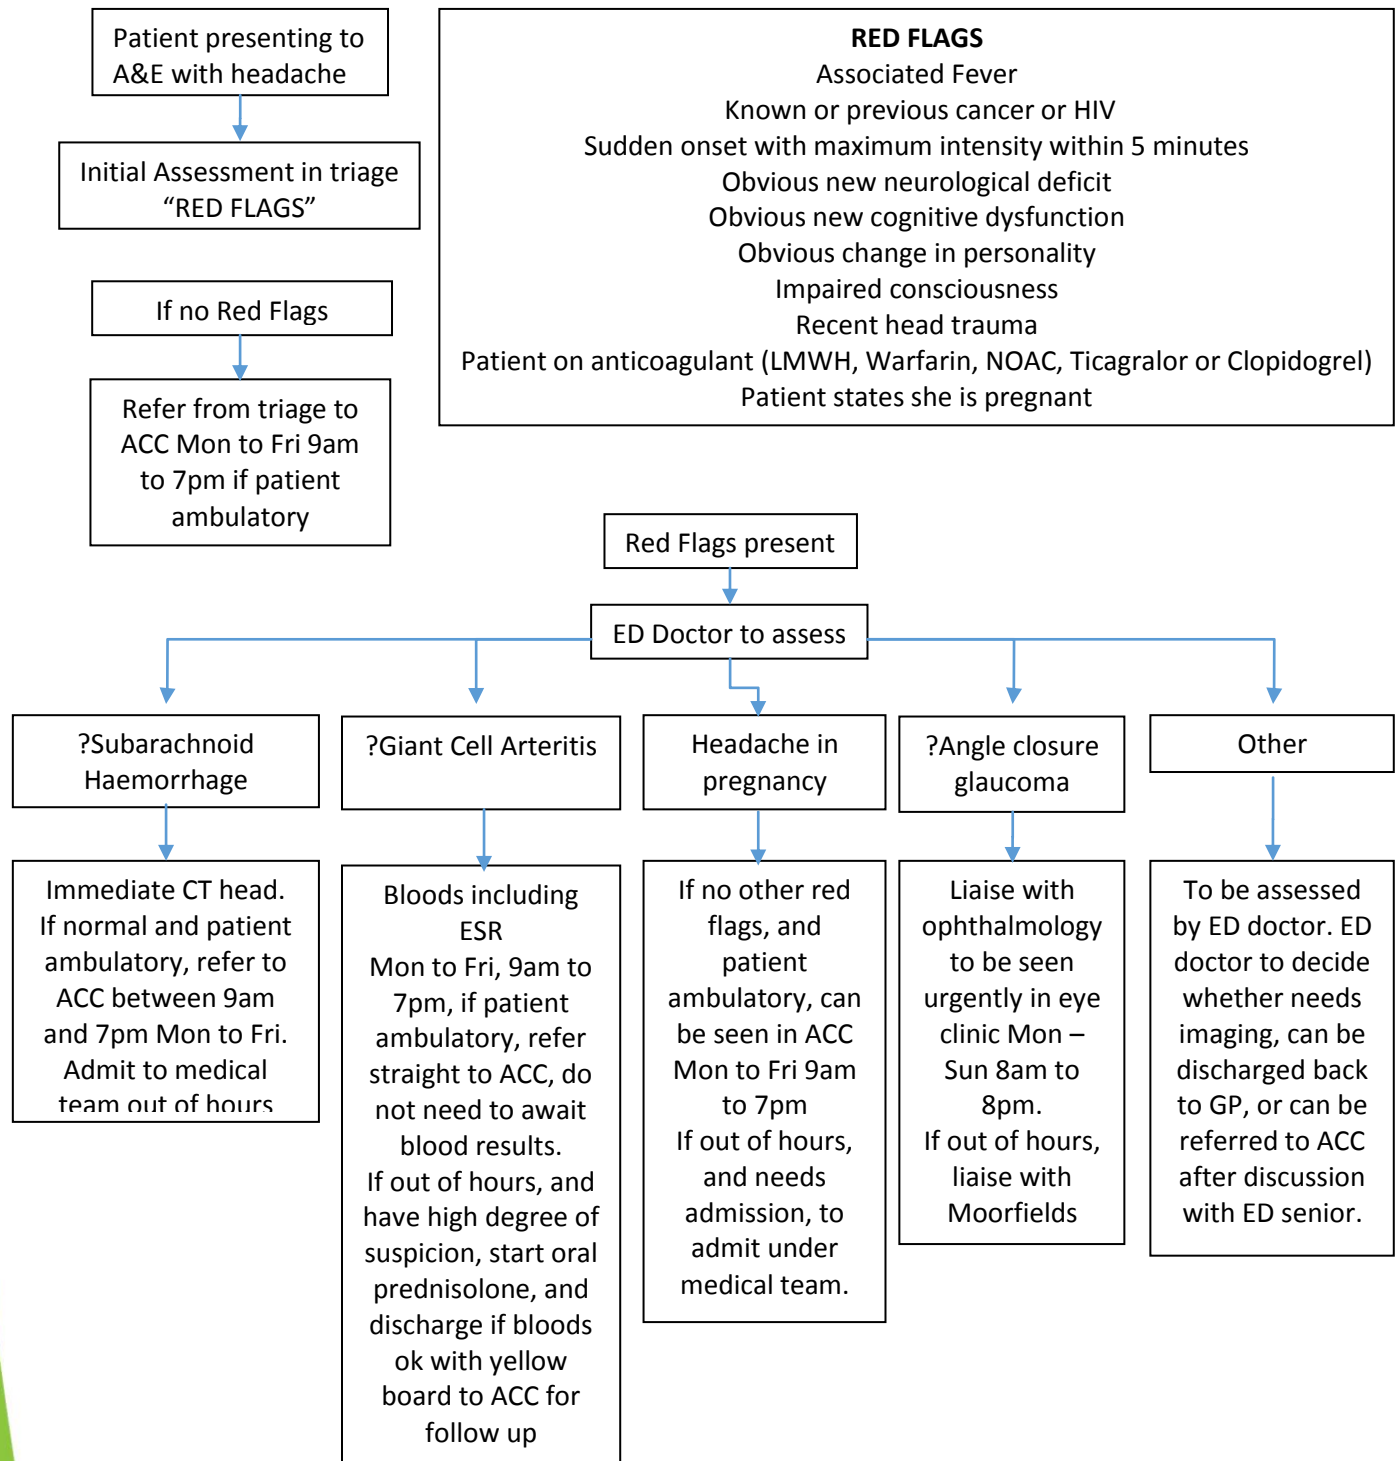 Patient presenting to
A&E with headache
Initial Assessment in triage
“RED FLAGS”
If no Red Flags
Refer from triage to
ACC Mon to Fri 9am
to 7pm if patient
ambulatory
RED FLAGS
Associated Fever
Known or previous cancer or HIV
Sudden onset with maximum intensity within 5 minutes
Obvious new neurological deficit
Obvious new cognitive dysfunction
Obvious change in personality
Impaired consciousness
Recent head trauma
Patient on anticoagulant (LMWH, Warfarin, NOAC, Ticagralor or Clopidogrel)
Patient states she is pregnant
Red Flags present
ED Doctor to assess
?Subarachnoid
Haemorrhage
Immediate CT head.
If normal and patient
ambulatory, refer to
ACC between 9am
and 7pm Mon to Fri.
Admit to medical
team out of hours
?Giant Cell Arteritis
Bloods including
ESR
Mon to Fri, 9am to
7pm, if patient
ambulatory, refer
straight to ACC, do
not need to await
blood results.
If out of hours, and
have high degree of
suspicion, start oral
prednisolone, and
discharge if bloods
ok with yellow
board to ACC for
follow up
Headache in
pregnancy
If no other red
flags, and
patient
ambulatory, can
be seen in ACC
Mon to Fri 9am
to 7pm
If out of hours,
and needs
admission, to
admit under
medical team.
?Angle closure
glaucoma
Liaise with
ophthalmology
to be seen
urgently in eye
clinic Mon –
Sun 8am to
8pm.
If out of hours,
liaise with
Moorfields
Other
To be assessed
by ED doctor. ED
doctor to decide
whether needs
imaging, can be
discharged back
to GP, or can be
referred to ACC
after discussion
with ED senior.